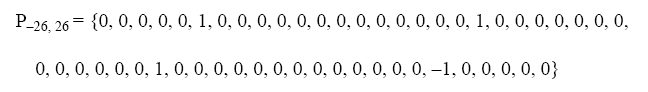 P–26, 26 = {0, 0, 0, 0, 0, 1, 0, 0, 0, 0, 0, 0, 0, 0, 0, 0, 0, 0, 0, 1, 0, 0, 0, 0, 0, 0, 0,
0, 0, 0, 0, 0, 0, 1, 0, 0, 0, 0, 0, 0, 0, 0, 0, 0, 0, 0, 0, –1, 0, 0, 0, 0, 0}